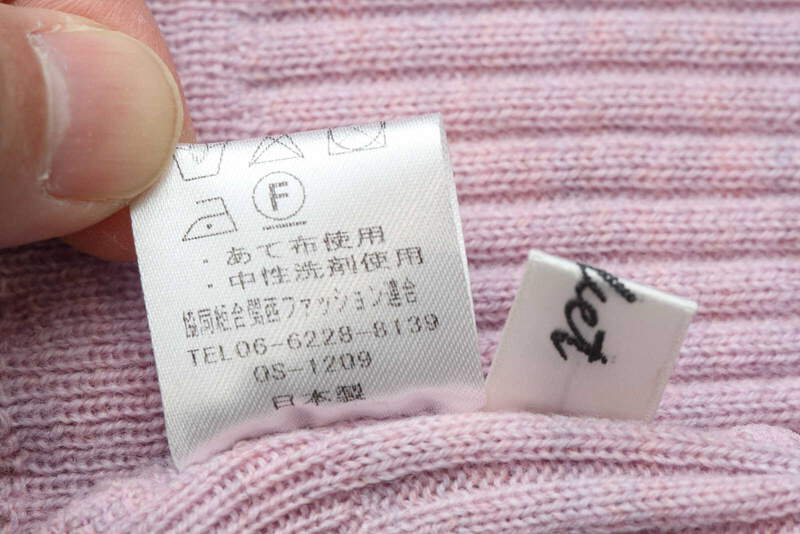 F
・あて布使用
・中性洗剤使用
協同組合関西ファッション連合
TEL06-6228-8139
OS-1209
日本製